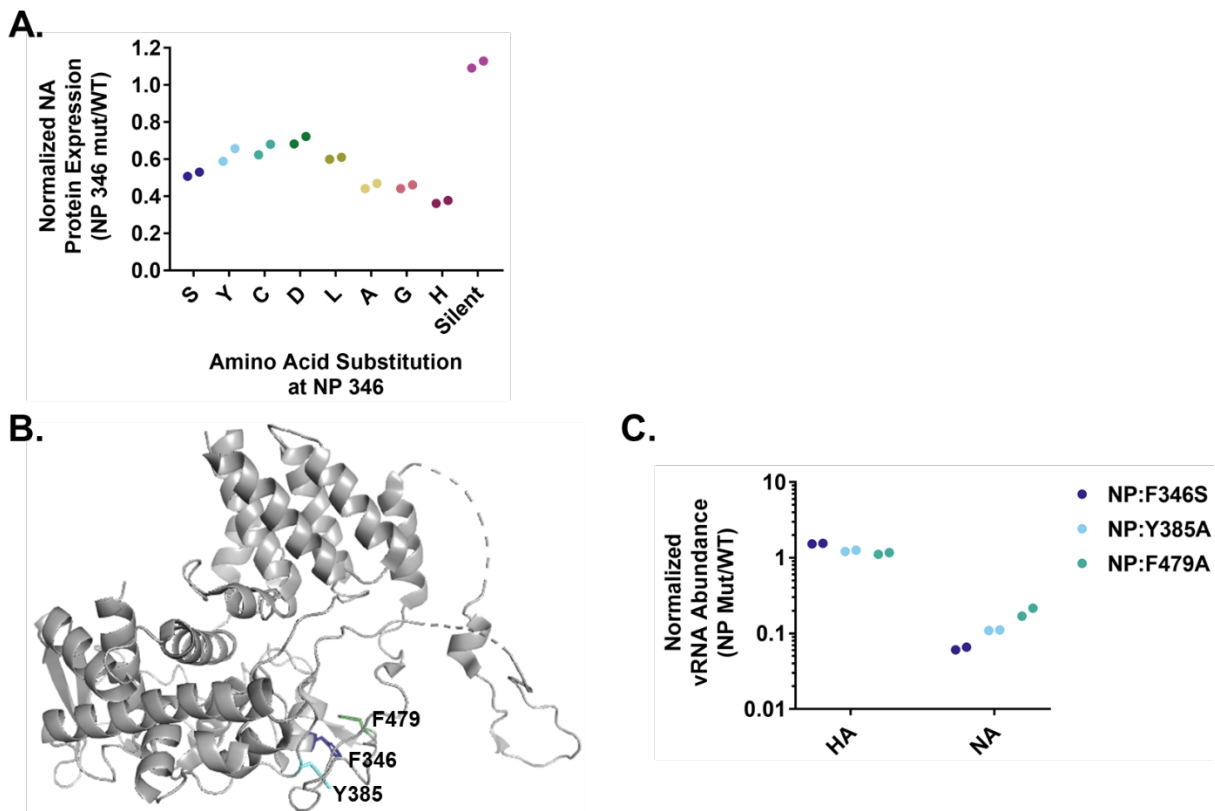 A.
Normalized NA
Protein Expression
(NP 346 mut/WT)
1.2
1.0
0.8
0.6
0.4
0.2
0.0
S
Y
C
D
L
A
G
H
Silent
Amino Acid Substitution
at NP 346
B.
F479
F346
Y385
C.
Normalized
vRNA Abundance
(NP Mut/WT)
10
1
0.1
0.01
HA
NA
NP:F346S
NP:Y385A
NP:F479A